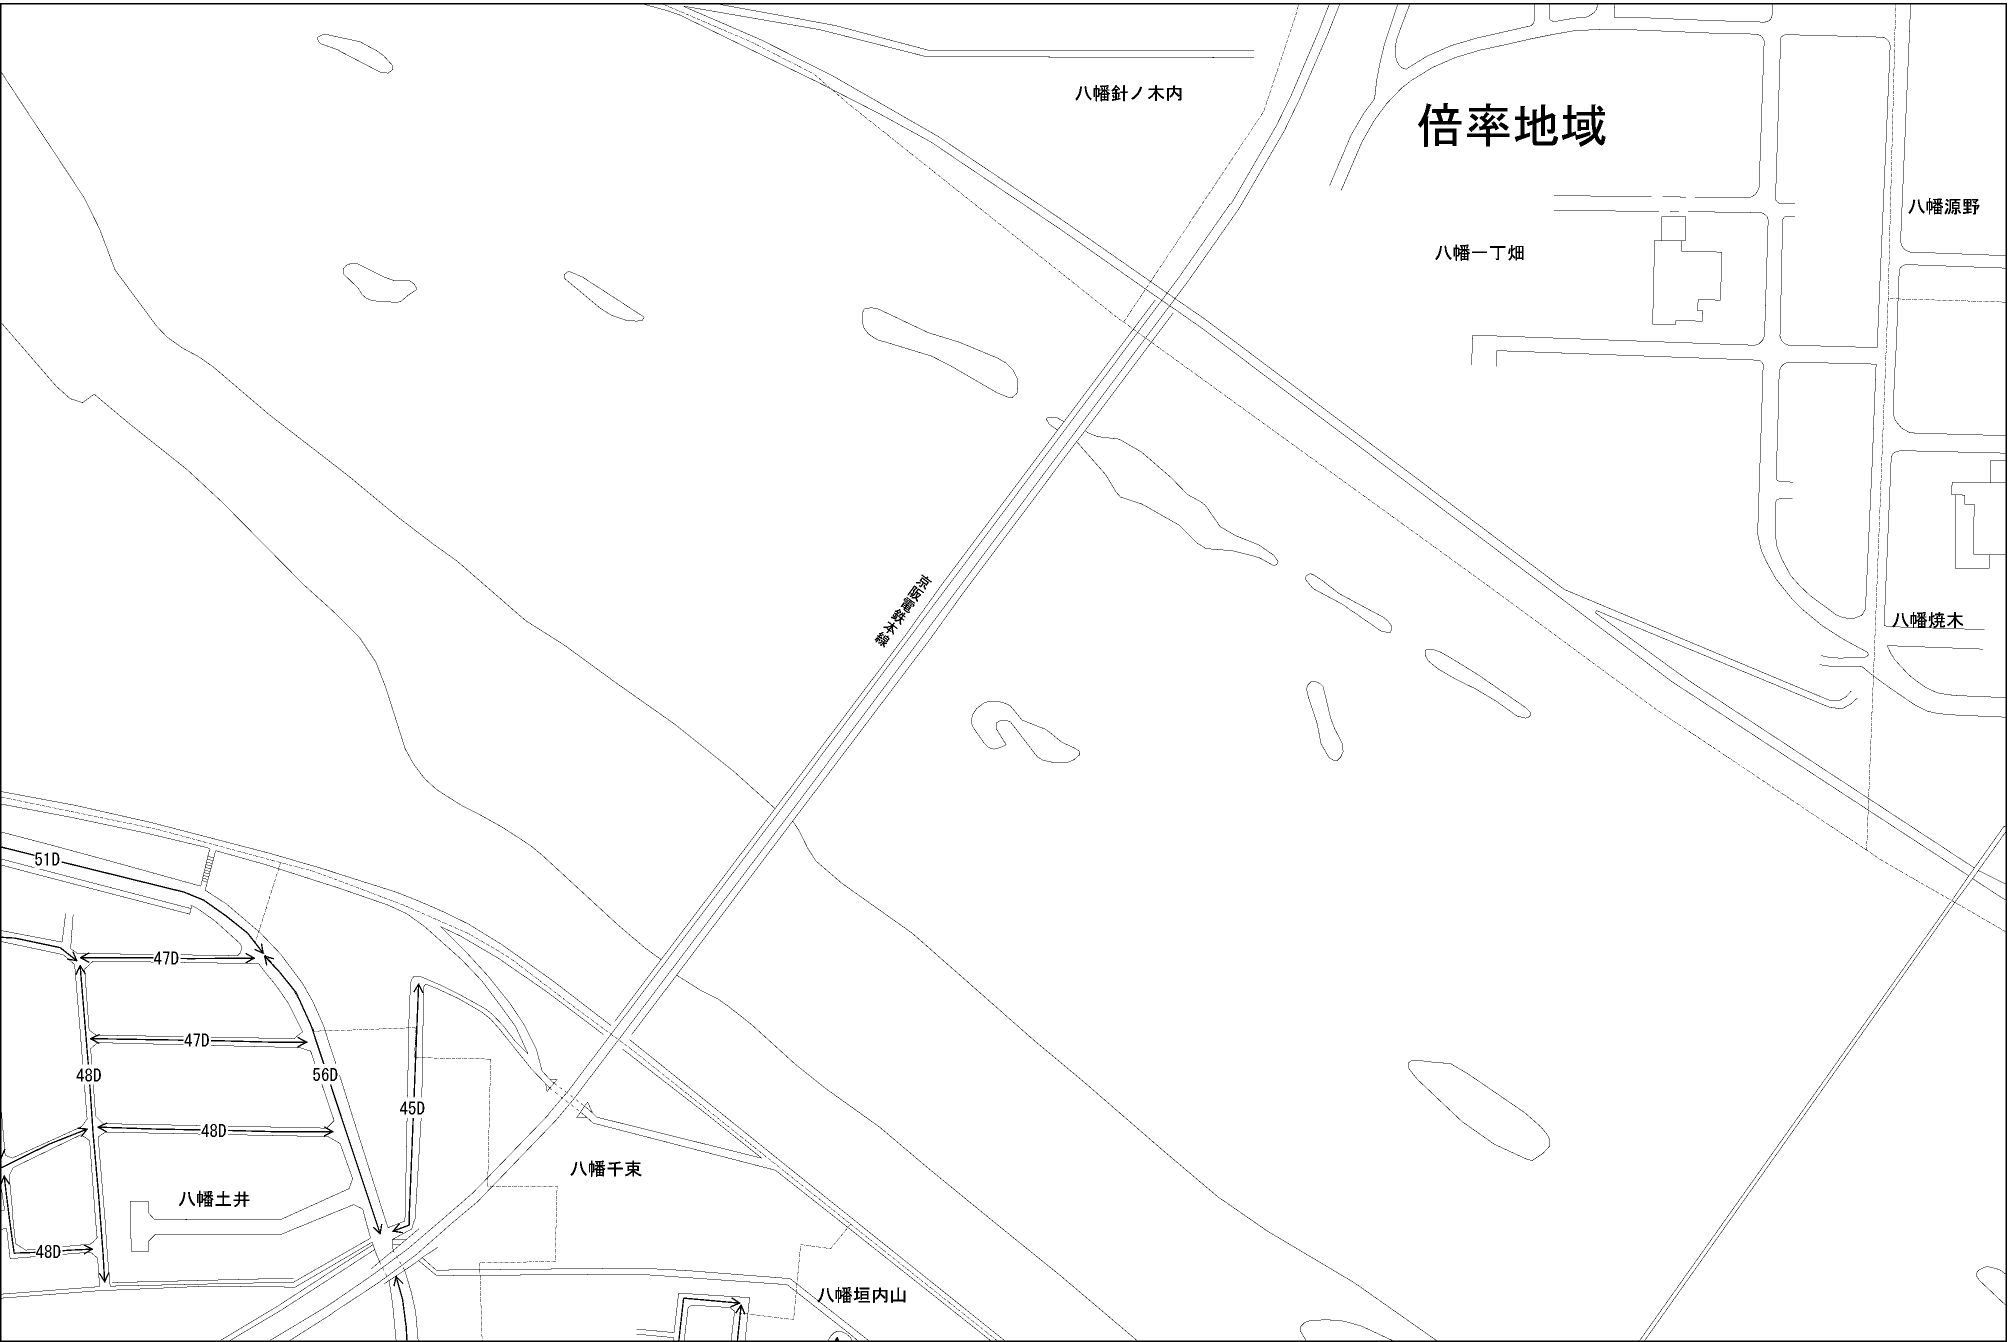 八幡針ノ木内
倍率地域
八幡源野
八幡一丁畑
京阪電鉄本線
八幡焼木
51D
47D
47D
48D
56D
45D
48D
八幡千束
八幡土井
48D
八幡垣内山